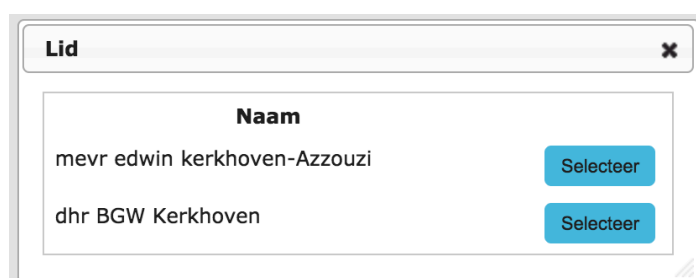 Lid
Naam
mevr edwin kerkhoven-Azzouzi Selecteer
dhr BGW Kerkhoven Selecteer